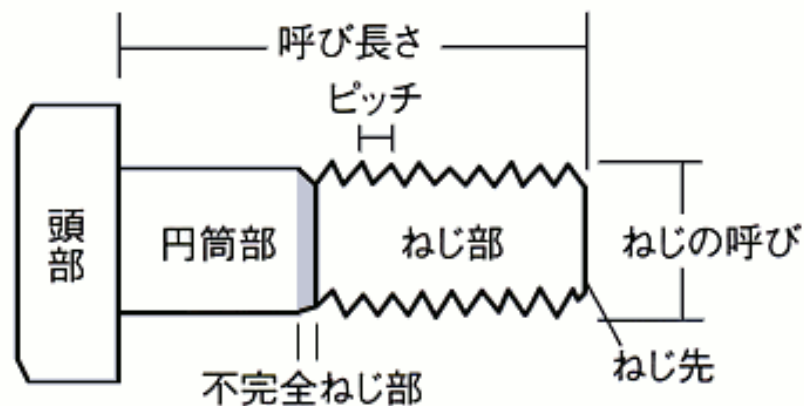 呼び長さ
ピッチ
頭部
円筒部
ねじ部
ねじの呼び
ねじ先
不完全ねじ部